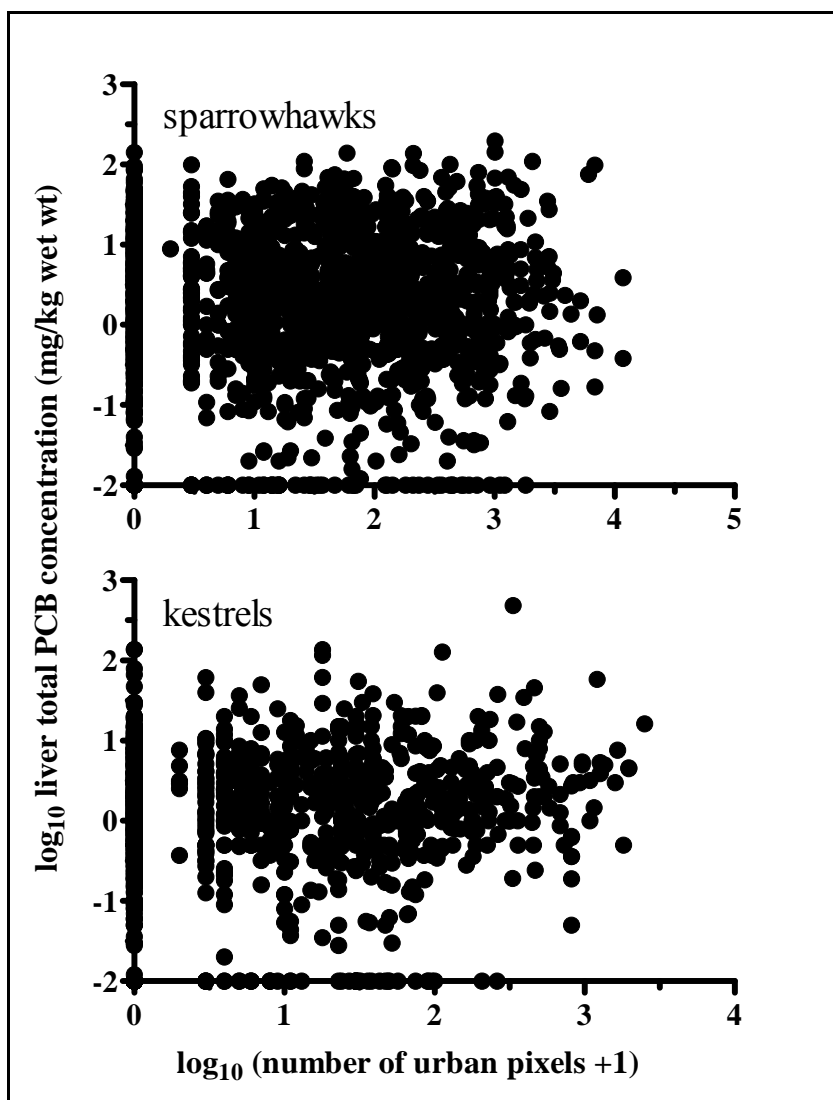 3
sparrowhawks
2
1
0
-1
-2
0 1 2 3 4 5
log10 liver total PCB concentration (mg/kg wet wt)
3
kestrels
2
1
0
-1
-2
0 1 2 3 4
log10 (number of urban pixels +1)